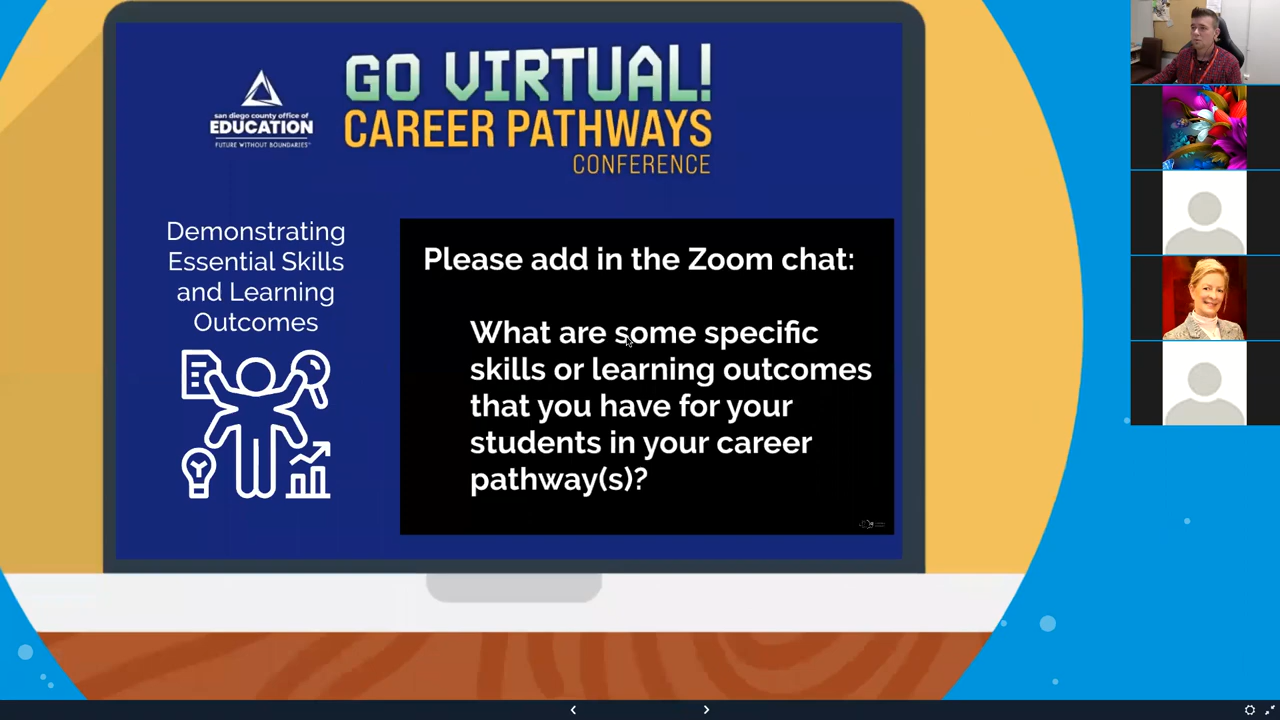 GO VIRTUAL!
CAREER PATHWAYS
CONFERENCE
san diego county office of
EDUCATION
FUTURE WITHOUT BOUNDARIES™
Demonstrating
Essential Skills
and Learning
Outcomes
Please add in the Zoom chat:
What are some specific
skills or learning outcomes
that you have for your
students in your career
pathway(s)?